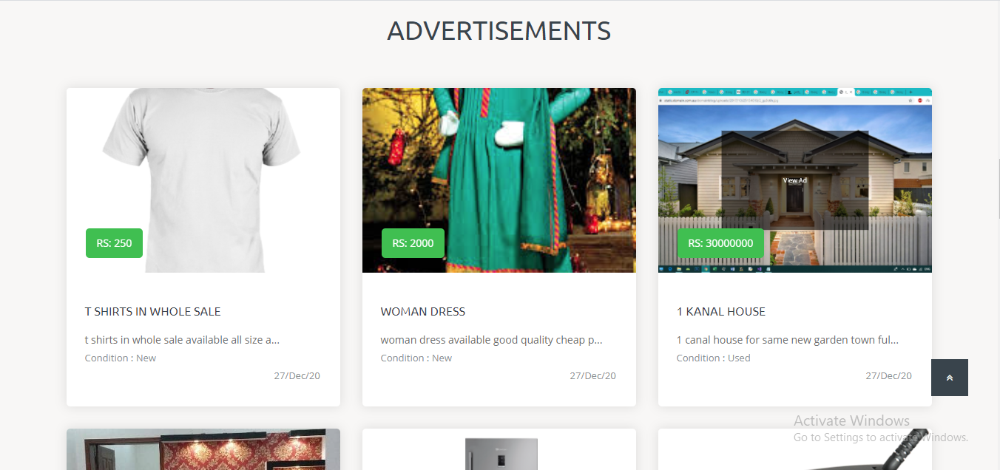 ADVERTISEMENTS
RS: 250
RS: 2000
View Ad
RS: 30000000
T SHIRTS IN WHOLE SALE
WOMAN DRESS
1 KANAL HOUSE
t shirts in whole sale available all size a...
woman dress available good quality cheap p...
1 canal house for same new garden town ful...
Condition : New
Condition : New
Condition : Used
27/Dec/20
27/Dec/20
27/Dec/20
Activate Windows
Go to Settings to activate Windows.